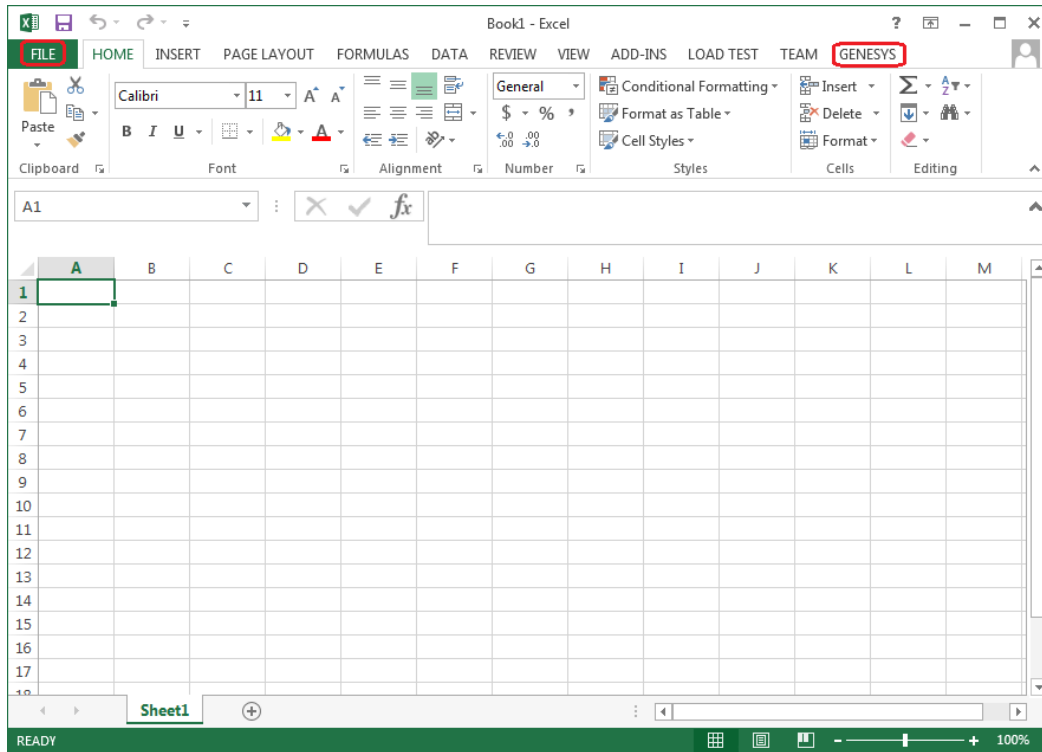 Book1 - Excel
FILE HOME INSERT PAGE LAYOUT FORMULAS DATA REVIEW VIEW ADD-INS LOAD TEST TEAM GENESYS
Calibri 11 General Conditional Formatting Insert
Paste $ % Format as Table Delete
B I U A Cell Styles Format
Clipboard Font Alignment Number Styles Cells Editing
A1 fx
A B C D E F G H I J K L M
1
2
3
4
5
6
7
8
9
10
11
12
13
14
15
16
17
18
Sheet1
READY 100%